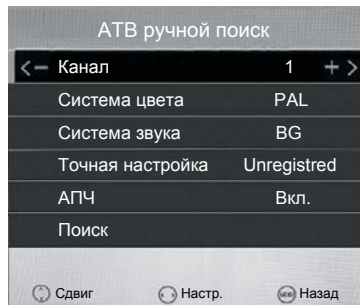 АТВ ручной поиск
Канал 1
Система цвета PAL
Система звука BG
Точная настройка Unregistred
АПЧ Вкл.
Поиск
Сдвиг Настр. MENU Назад